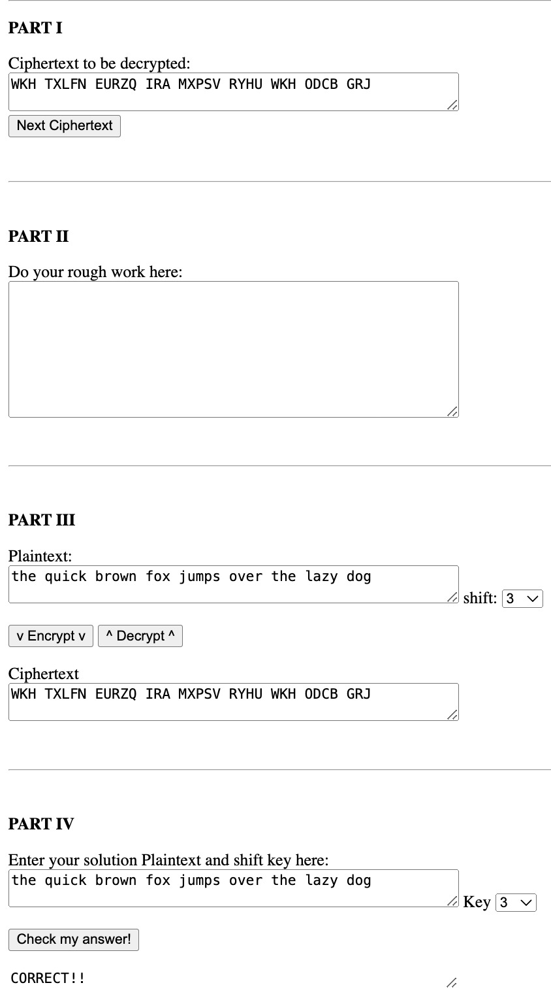 PART I
Ciphertext to be decrypted:
WKH TXLFN EURZQ IRA MXPSV RYHU WKH ODCB GRJ
Next Ciphertext
PART II
Do your rough work here:
PART III
Plaintext:
the quick brown fox jumps over the lazy dog
shift: 3
v Encrypt v ^ Decrypt ^
Ciphertext
WKH TXLFN EURZQ IRA MXPSV RYHU WKH ODCB GRJ
PART IV
Enter your solution Plaintext and shift key here:
the quick brown fox jumps over the lazy dog
Key 3
Check my answer!
CORRECT!!